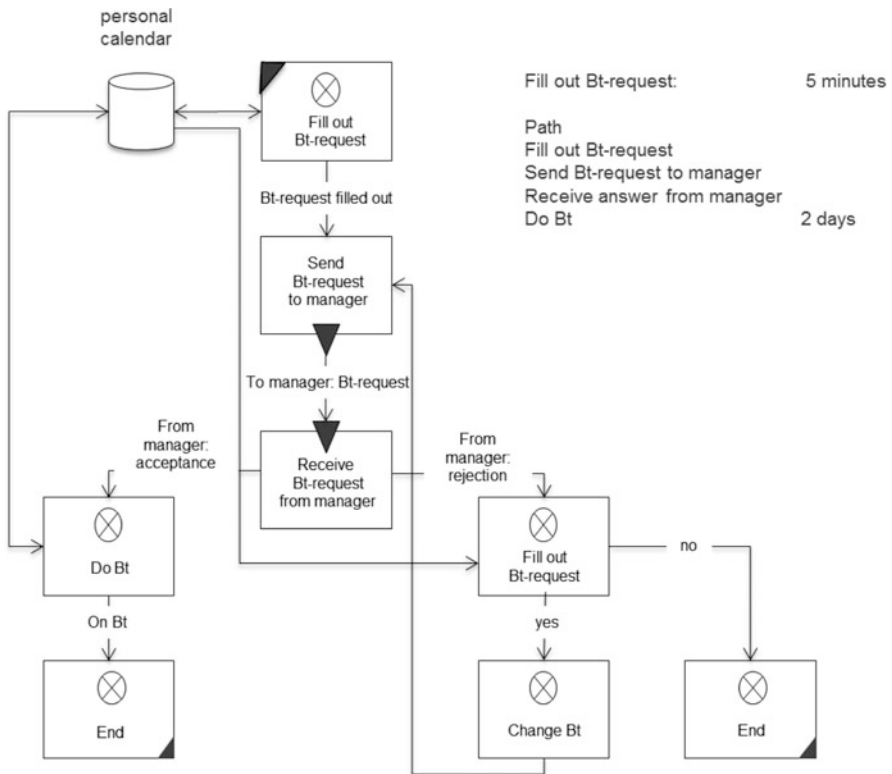 personal
calendar
Fill out
Bt-request
Fill out Bt-request: 5 minutes
Path
Fill out Bt-request
Send Bt-request to manager
Receive answer from manager
Do Bt 2 days
Bt-request filled out
Send
Bt-request
to manager
To manager: Bt-request
From
manager:
acceptance
Receive
Bt-request
from manager
From
manager:
rejection
Do Bt
Fill out
Bt-request
no
On Bt
yes
End
Change Bt
End